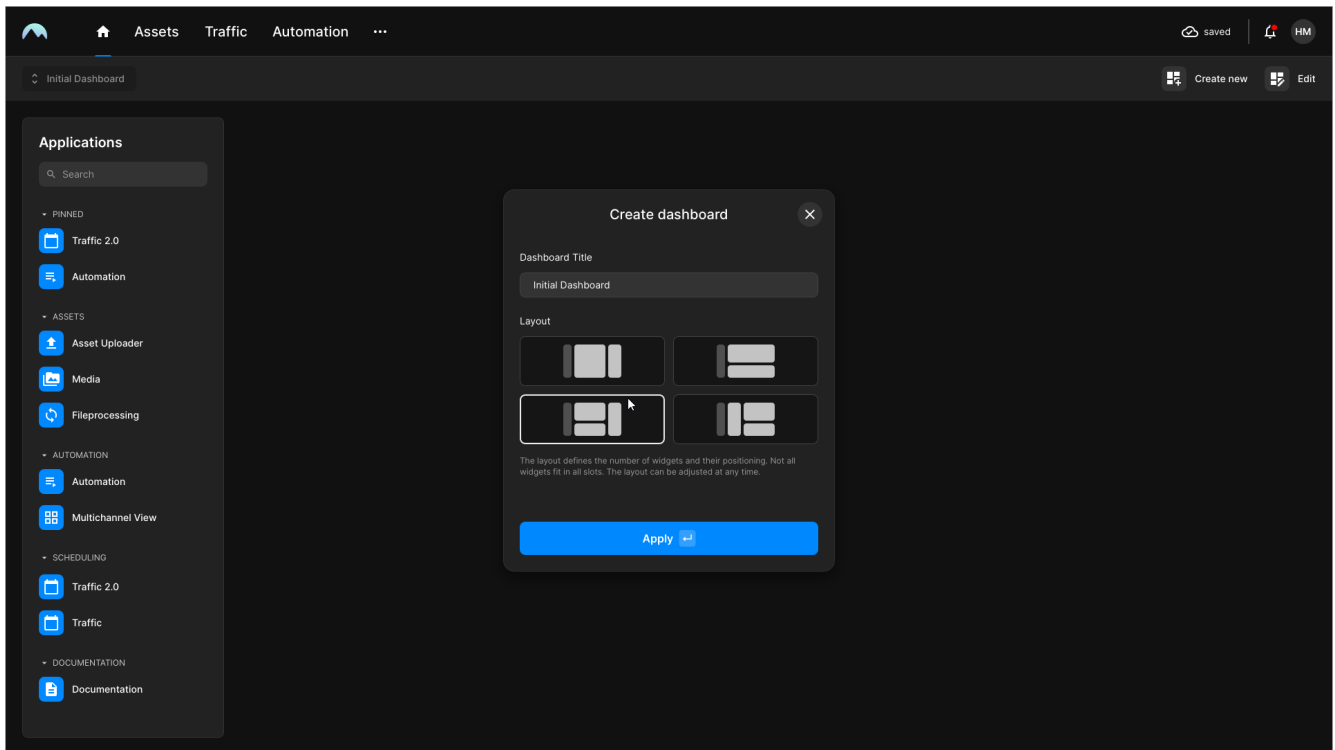 Assets Traffic Automation ···
saved
HM
Initial Dashboard
Create new
Edit
Applications
Search
PINNED
Traffic 2.0
Automation
ASSETS
Asset Uploader
Media
Fileprocessing
AUTOMATION
Automation
Multichannel View
SCHEDULING
Traffic 2.0
Traffic
DOCUMENTATION
Documentation
Create dashboard
Dashboard Title
Initial Dashboard
Layout
The layout defines the number of widgets and their positioning. Not all
widgets fit in all slots. The layout can be adjusted at any time.
Apply